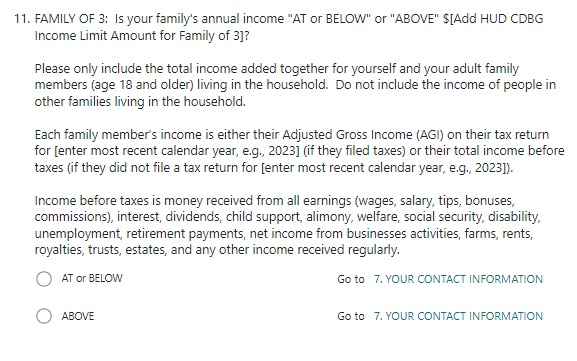 11. FAMILY OF 3:  Is your family's annual income "AT or BELOW" or "ABOVE" $[Add HUD CDBG
Income Limit Amount for Family of 3]?
Please only include the total income added together for yourself and your adult family
members (age 18 and older) living in the household.  Do not include the income of people in
other families living in the household.
Each family member's income is either their Adjusted Gross Income (AGI) on their tax return
for [enter most recent calendar year, e.g., 2023] (if they filed taxes) or their total income before
taxes (if they did not file a tax return for [enter most recent calendar year, e.g., 2023]).
Income before taxes is money received from all earnings (wages, salary, tips, bonuses,
commissions), interest, dividends, child support, alimony, welfare, social security, disability,
unemployment, retirement payments, net income from businesses activities, farms, rents,
royalties, trusts, estates, and any other income received regularly.
AT or BELOW Go to 7. YOUR CONTACT INFORMATION
ABOVE Go to 7. YOUR CONTACT INFORMATION